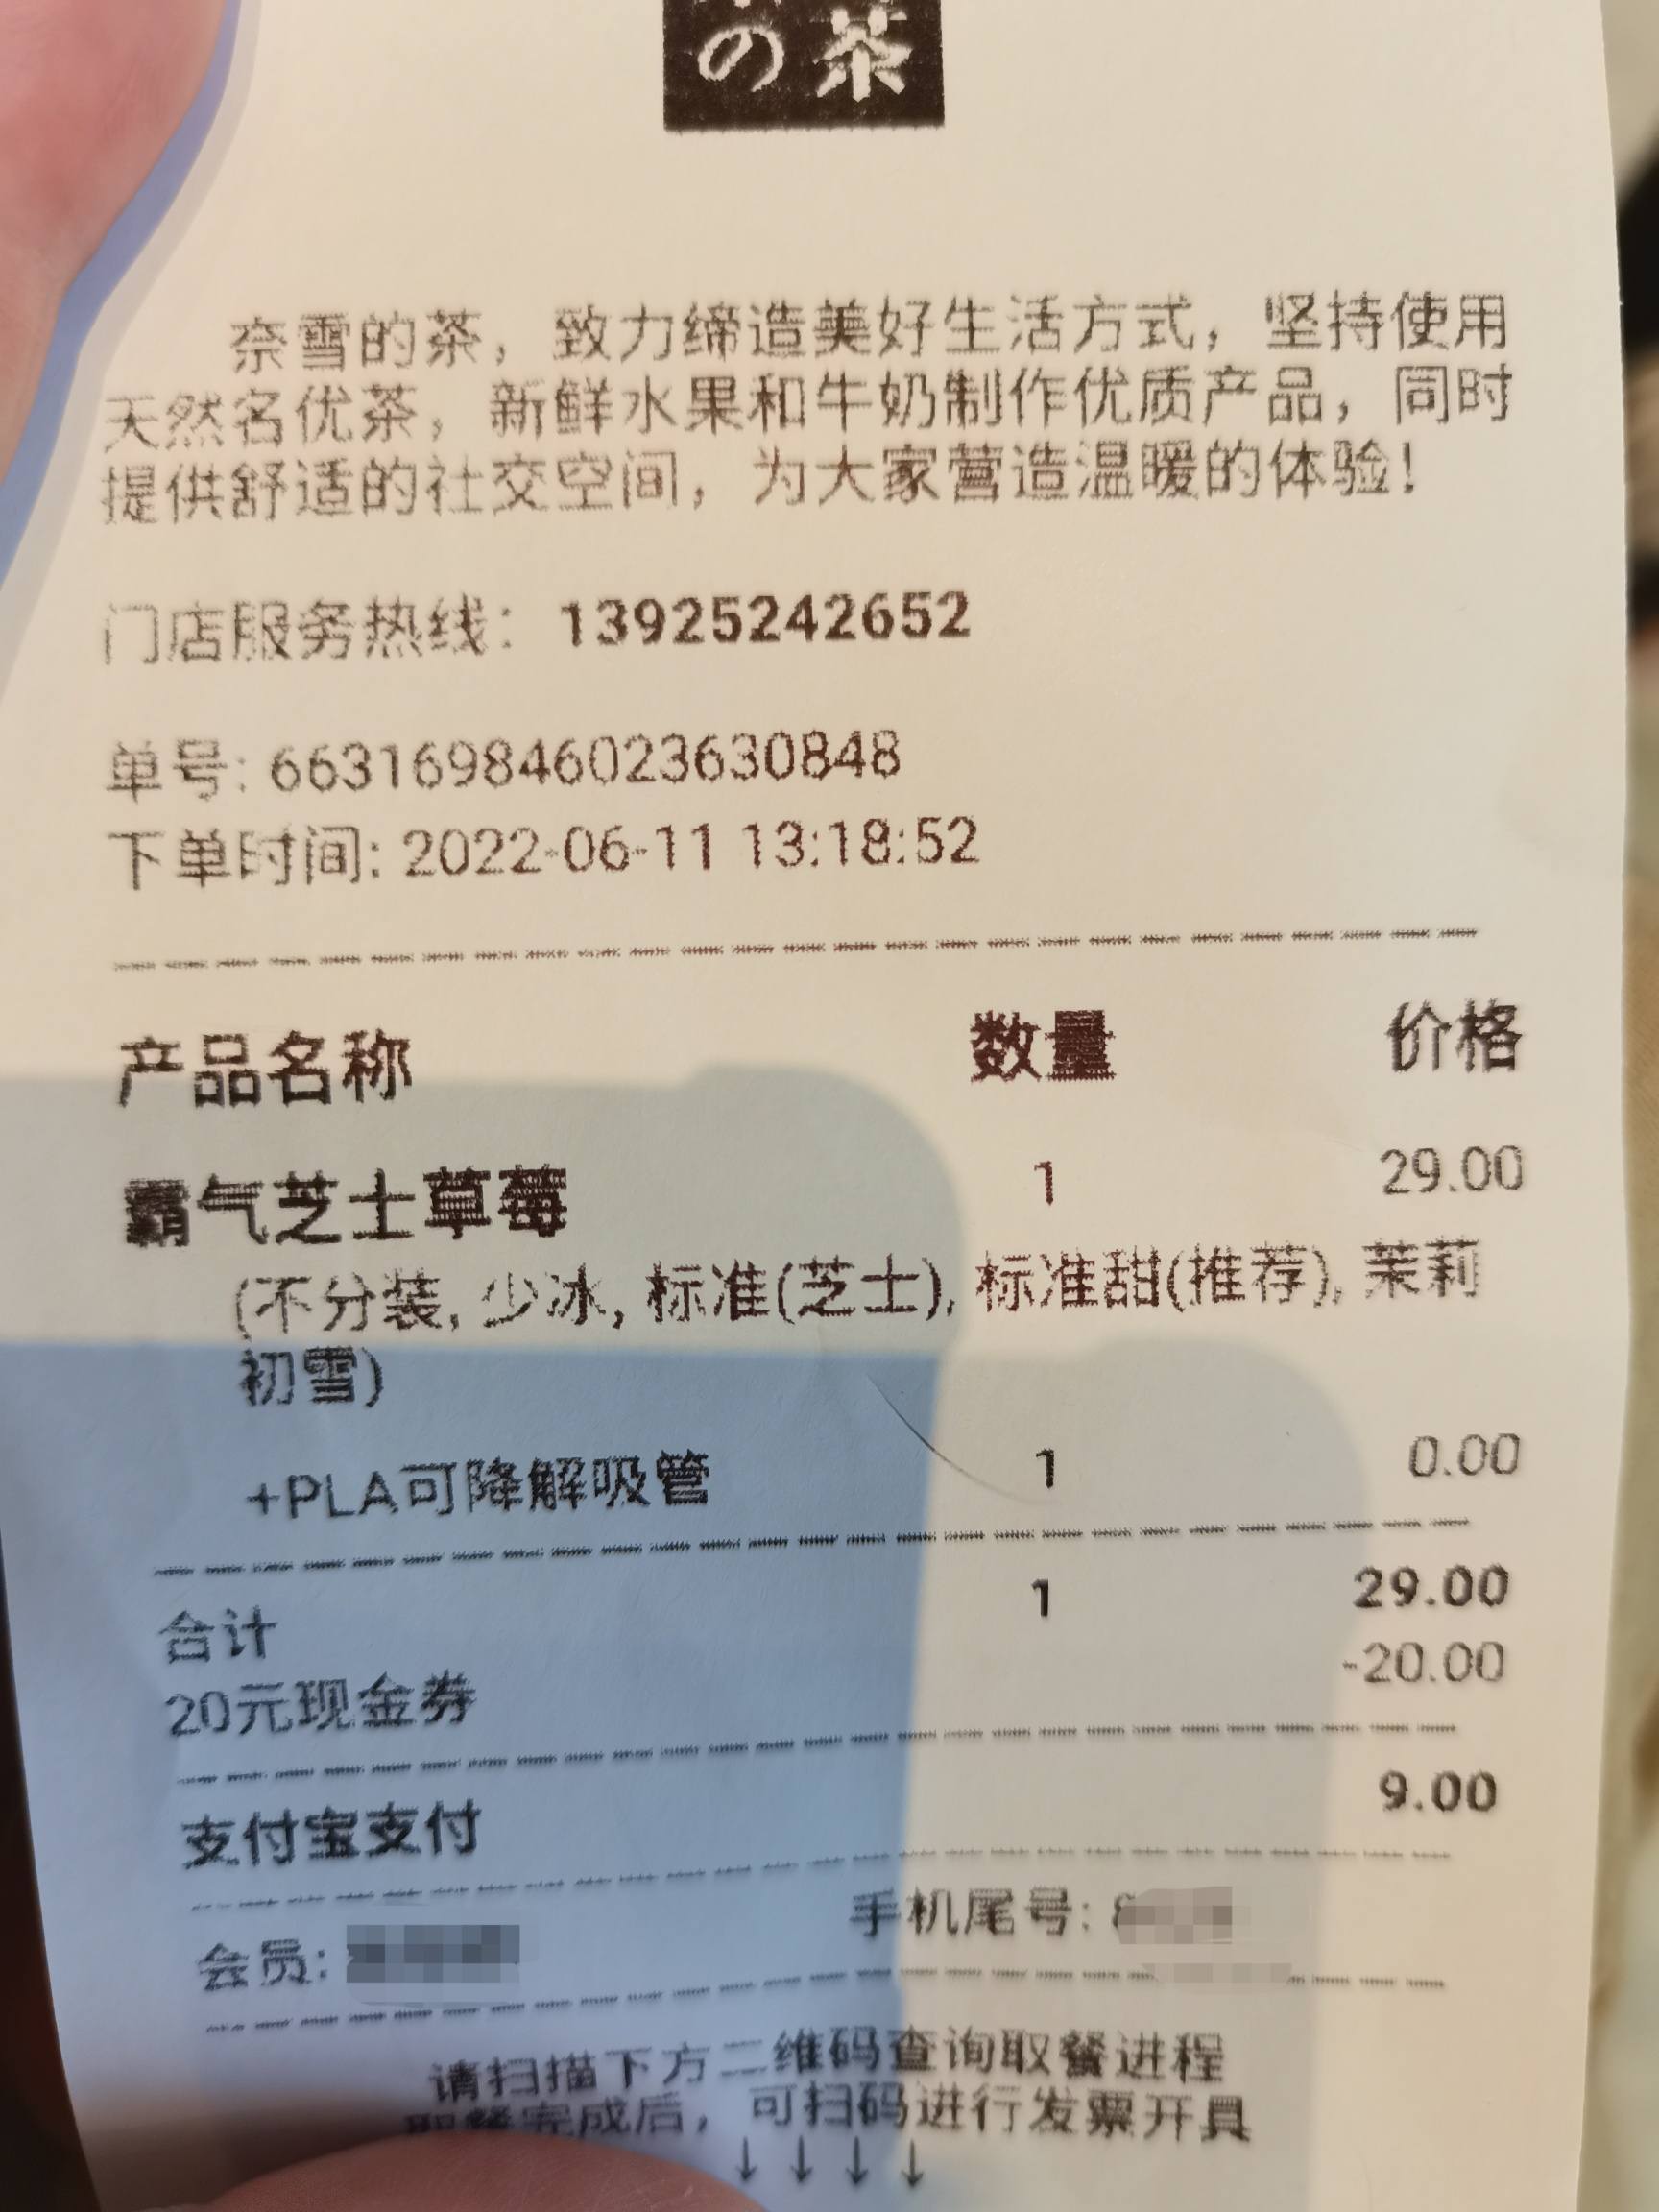 の茶
奈雪的茶，致力缔造美好生活方式，坚持使用
天然名优茶，新鲜水果和牛奶制作优质产品，同时
提供舒适的社交空间，为大家营造温暖的体验！
门店服务热线：13925242652
单号: 663169846023630848
下单时间: 2022-06-11 13:18:52
产品名称 数量 价格
霸气芝士草莓 1 29.00
(不分装, 少冰, 标准(芝士), 标准甜(推荐), 茉莉
初雪)
+PLA可降解吸管 1 0.00
合计 1 29.00
20元现金券 -20.00
支付宝支付 9.00
会员: 手机尾号:
请扫描下方二维码查询取餐进程
取餐完成后，可扫码进行发票开具
↓ ↓ ↓ ↓